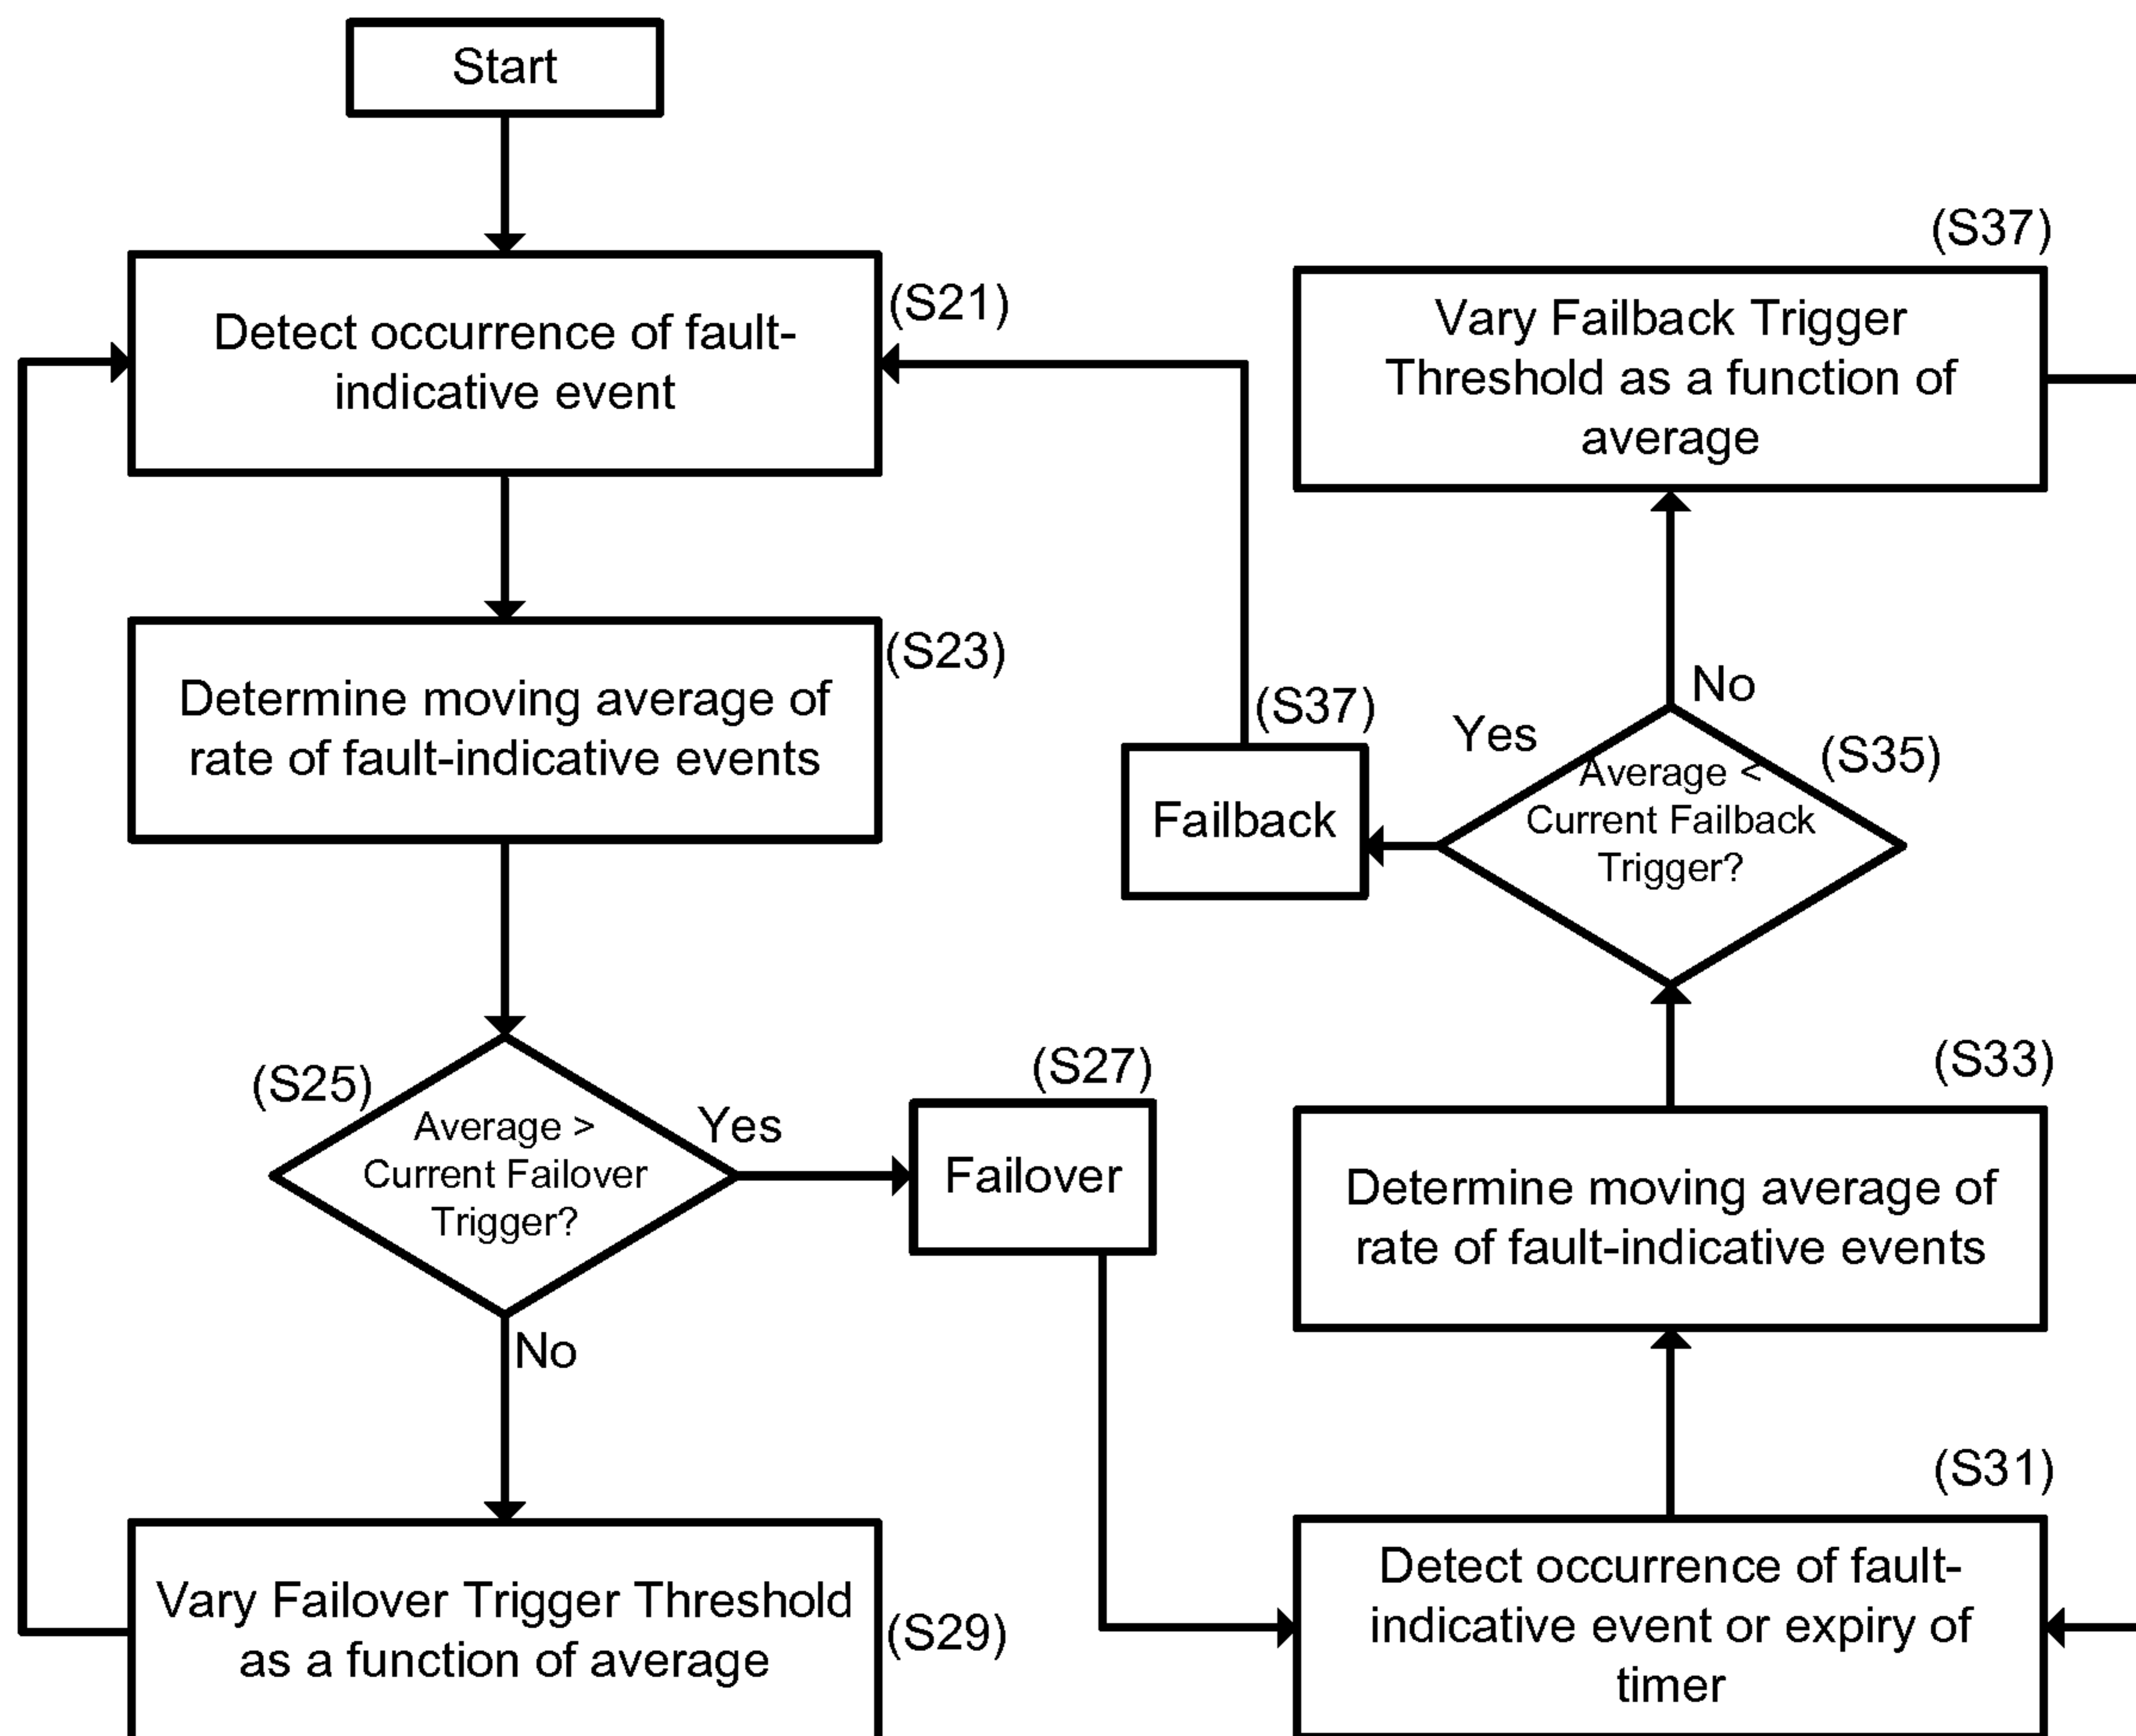 Start
(S21)
Detect occurrence of fault-
indicative event
(S23)
Determine moving average of
rate of fault-indicative events
(S25)
Average >
Current Failover
Trigger?
Yes
No
(S27)
Failover
Vary Failover Trigger Threshold
as a function of average
(S29)
(S37)
Vary Failback Trigger
Threshold as a function of
average
No
Yes
(S35)
Average <
Current Failback
Trigger?
(S37)
Failback
(S33)
Determine moving average of
rate of fault-indicative events
(S31)
Detect occurrence of fault-
indicative event or expiry of
timer